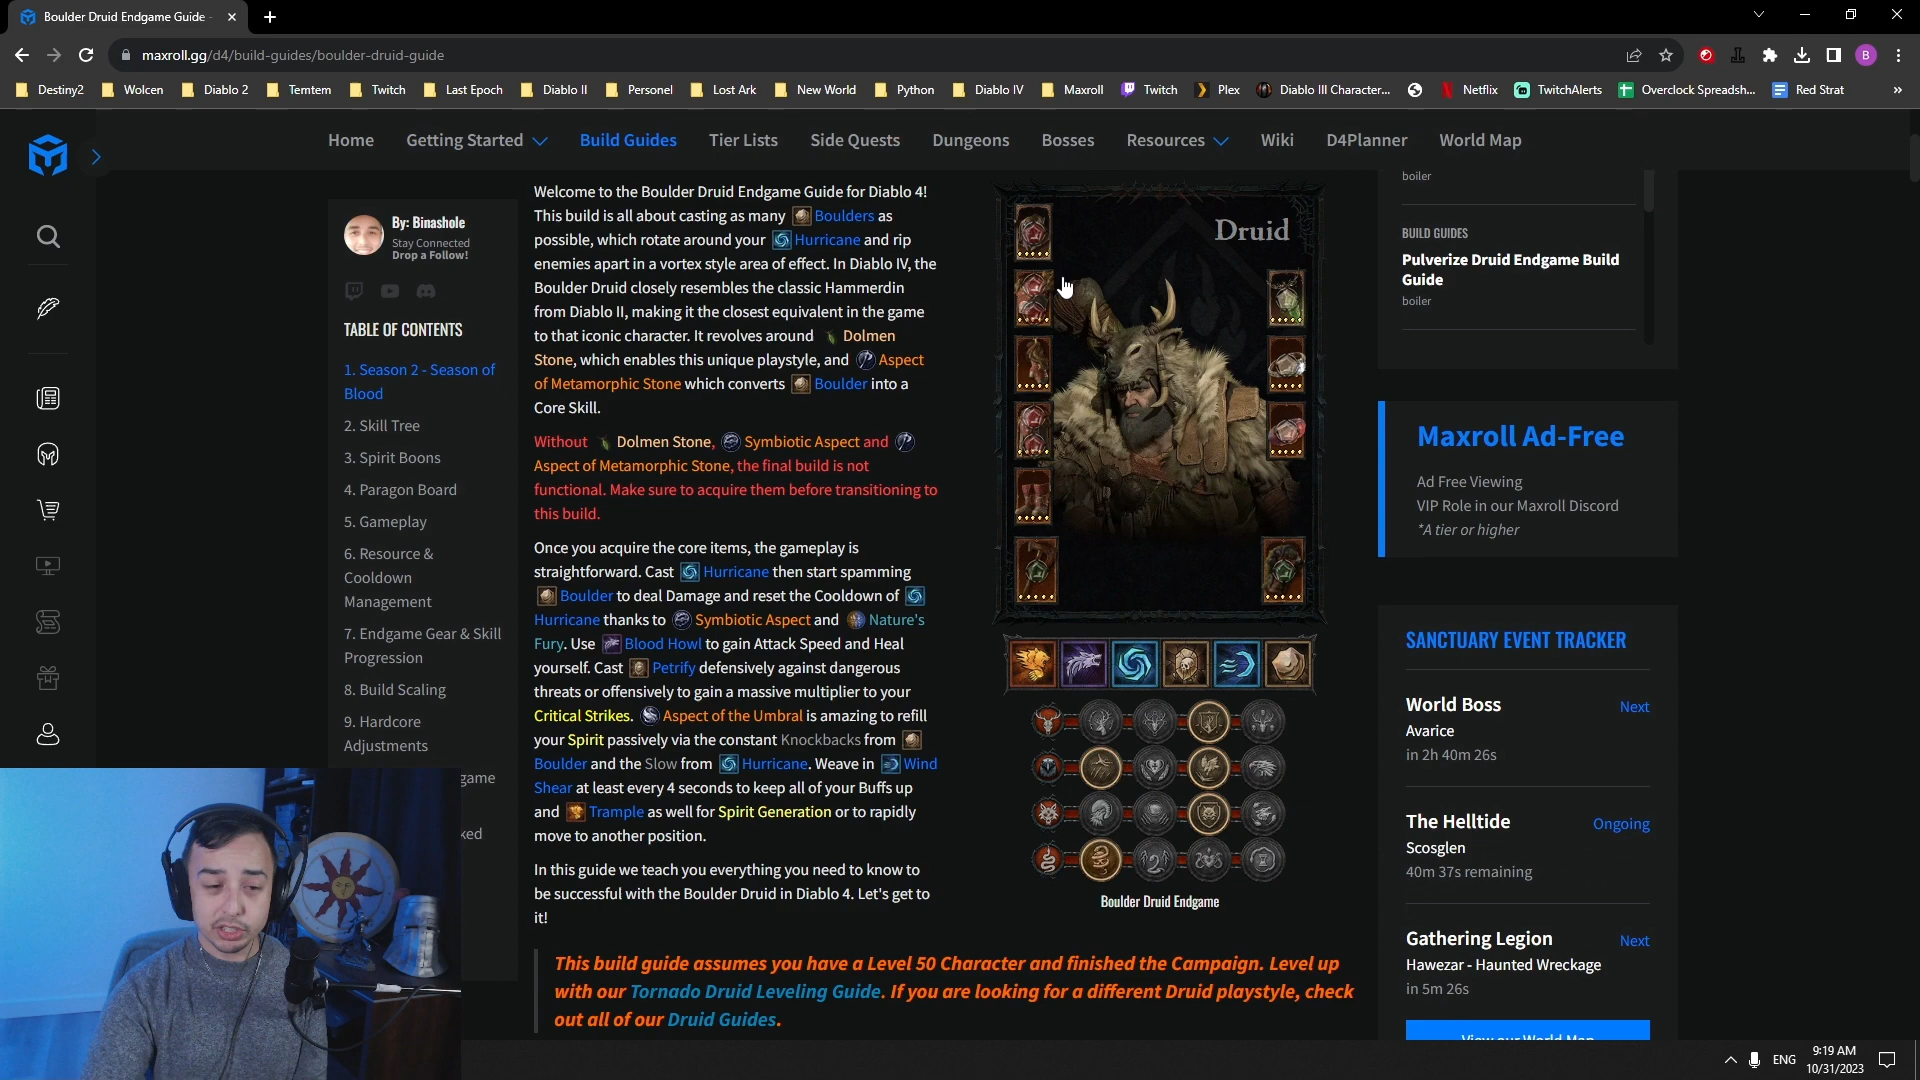 Boulder Druid Endgame Guide -
maxroll.gg/d4/build-guides/boulder-druid-guide
B
Destiny2
Wolcen
Diablo 2
Temtem
Twitch
Last Epoch
Diablo II
Personel
Lost Ark
New World
Python
Diablo IV
Maxroll
Twitch
Plex
Diablo III Character...
Netflix
TwitchAlerts
Overclock Spreadsh...
Red Strat
»
Home
Getting Started
Build Guides
Tier Lists
Side Quests
Dungeons
Bosses
Resources
Wiki
D4Planner
World Map
By: Binashole
Stay Connected
Drop a Follow!
TABLE OF CONTENTS
1. Season 2 - Season of
Blood
2. Skill Tree
3. Spirit Boons
4. Paragon Board
5. Gameplay
6. Resource &
Cooldown
Management
7. Endgame Gear & Skill
Progression
8. Build Scaling
9. Hardcore
Adjustments
game
ked
Welcome to the Boulder Druid Endgame Guide for Diablo 4!
This build is all about casting as many Boulders as
possible, which rotate around your Hurricane and rip
enemies apart in a vortex style area of effect. In Diablo IV, the
Boulder Druid closely resembles the classic Hammerdin
from Diablo II, making it the closest equivalent in the game
to that iconic character. It revolves around Dolmen
Stone, which enables this unique playstyle, and Aspect
of Metamorphic Stone which converts Boulder into a
Core Skill.
Without Dolmen Stone, Symbiotic Aspect and
Aspect of Metamorphic Stone, the final build is not
functional. Make sure to acquire them before transitioning to
this build.
Once you acquire the core items, the gameplay is
straightforward. Cast Hurricane then start spamming
Boulder to deal Damage and reset the Cooldown of
Hurricane thanks to Symbiotic Aspect and Nature's
Fury. Use Blood Howl to gain Attack Speed and Heal
yourself. Cast Petrify defensively against dangerous
threats or offensively to gain a massive multiplier to your
Critical Strikes. Aspect of the Umbral is amazing to refill
your Spirit passively via the constant Knockbacks from
Boulder and the Slow from Hurricane. Weave in Wind
Shear at least every 4 seconds to keep all of your Buffs up
and Trample as well for Spirit Generation or to rapidly
move to another position.
In this guide we teach you everything you need to know to
be successful with the Boulder Druid in Diablo 4. Let's get to
it!
This build guide assumes you have a Level 50 Character and finished the Campaign. Level up
with our Tornado Druid Leveling Guide. If you are looking for a different Druid playstyle, check
out all of our Druid Guides.
Druid
Boulder Druid Endgame
boiler
BUILD GUIDES
Pulverize Druid Endgame Build
Guide
boiler
Maxroll Ad-Free
Ad Free Viewing
VIP Role in our Maxroll Discord
*A tier or higher
SANCTUARY EVENT TRACKER
World Boss
Next
Avarice
in 2h 40m 26s
The Helltide
Ongoing
Scosglen
40m 37s remaining
Gathering Legion
Next
Hawezar - Haunted Wreckage
in 5m 26s
View our World Map
ENG
9:19 AM
10/31/2023